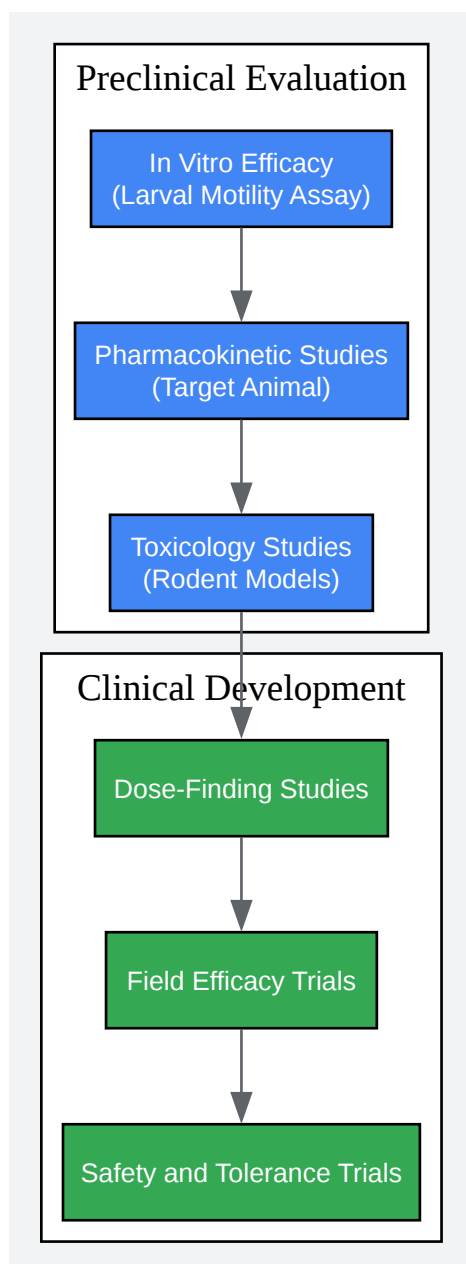 Preclinical Evaluation
In Vitro Efficacy
(Larval Motility Assay)
Pharmacokinetic Studies
(Target Animal)
Toxicology Studies
(Rodent Models)
Clinical Development
Dose-Finding Studies
Field Efficacy Trials
Safety and Tolerance Trials